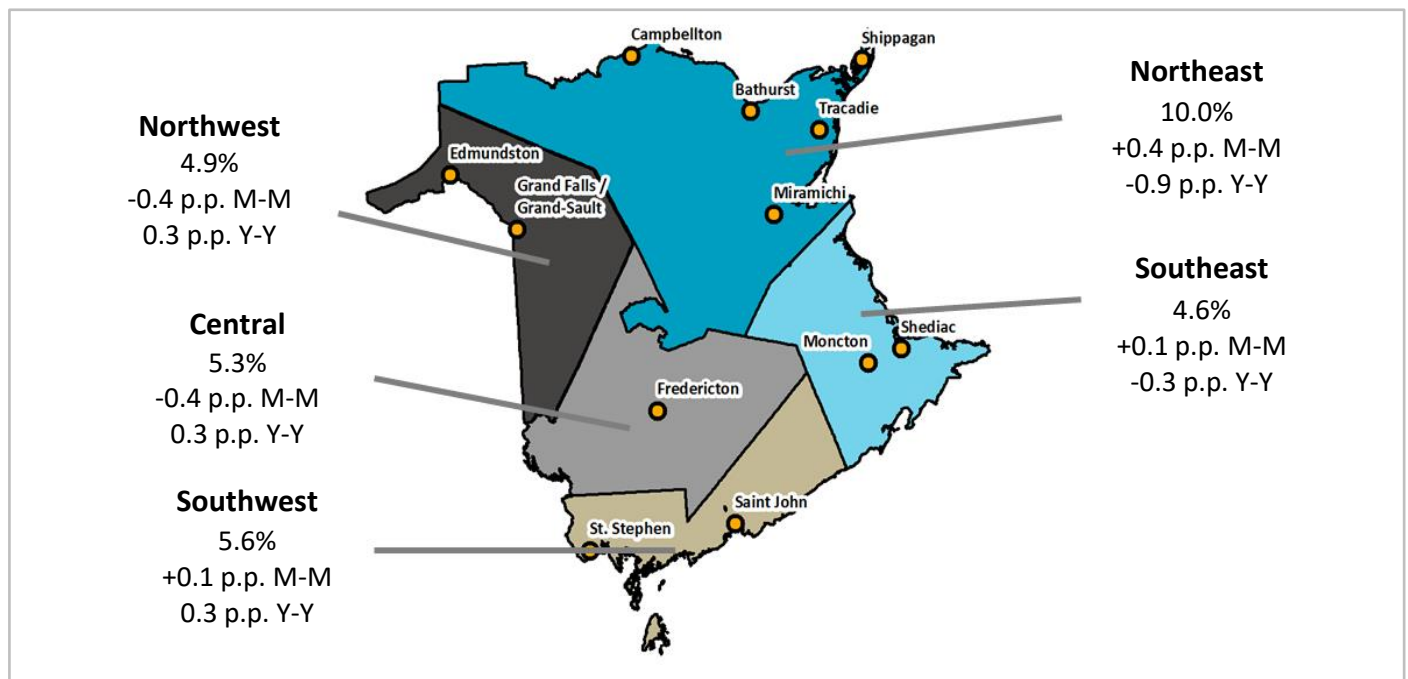 Campbellton
Shippagan
Bathurst
Tracadie
Miramichi
Edmundston
Grand Falls /
Grand-Sault
Moncton
Shediac
Fredericton
Saint John
St. Stephen
Northwest
4.9%
-0.4 p.p. M-M
0.3 p.p. Y-Y
Central
5.3%
-0.4 p.p. M-M
0.3 p.p. Y-Y
Southwest
5.6%
+0.1 p.p. M-M
0.3 p.p. Y-Y
Northeast
10.0%
+0.4 p.p. M-M
-0.9 p.p. Y-Y
Southeast
4.6%
+0.1 p.p. M-M
-0.3 p.p. Y-Y